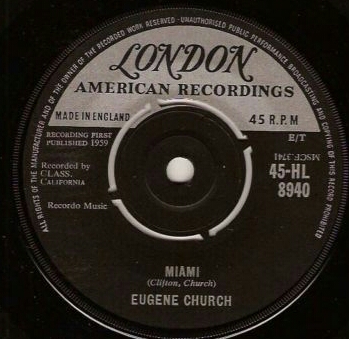 ALL RIGHTS OF THE MANUFACTURER AND OF THE OWNER OF THE RECORDED WORK RESERVED - UNAUTHORISED PUBLIC PERFORMANCE BROADCASTING AND COPYING OF THIS RECORD PROHIBITED
LONDON
AMERICAN RECORDINGS
MADE IN ENGLAND
45 R.P.M
RECORDING FIRST
PUBLISHED 1959
E/T
MSCF.3741
Recorded by
CLASS.
CALIFORNIA
45-HL
8940
Recordo Music
MIAMI
(Clifton, Church)
EUGENE CHURCH